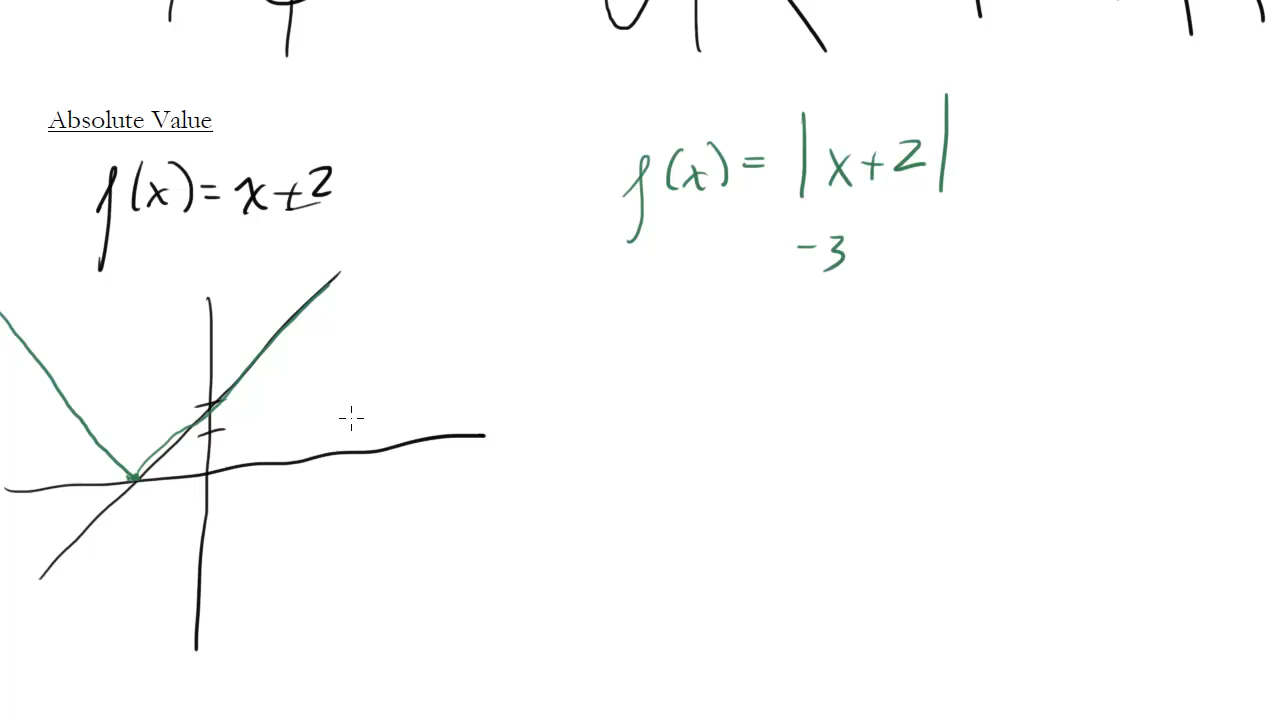 Absolute Value
f(x) = x+2
f(x) = |x+2|
-3